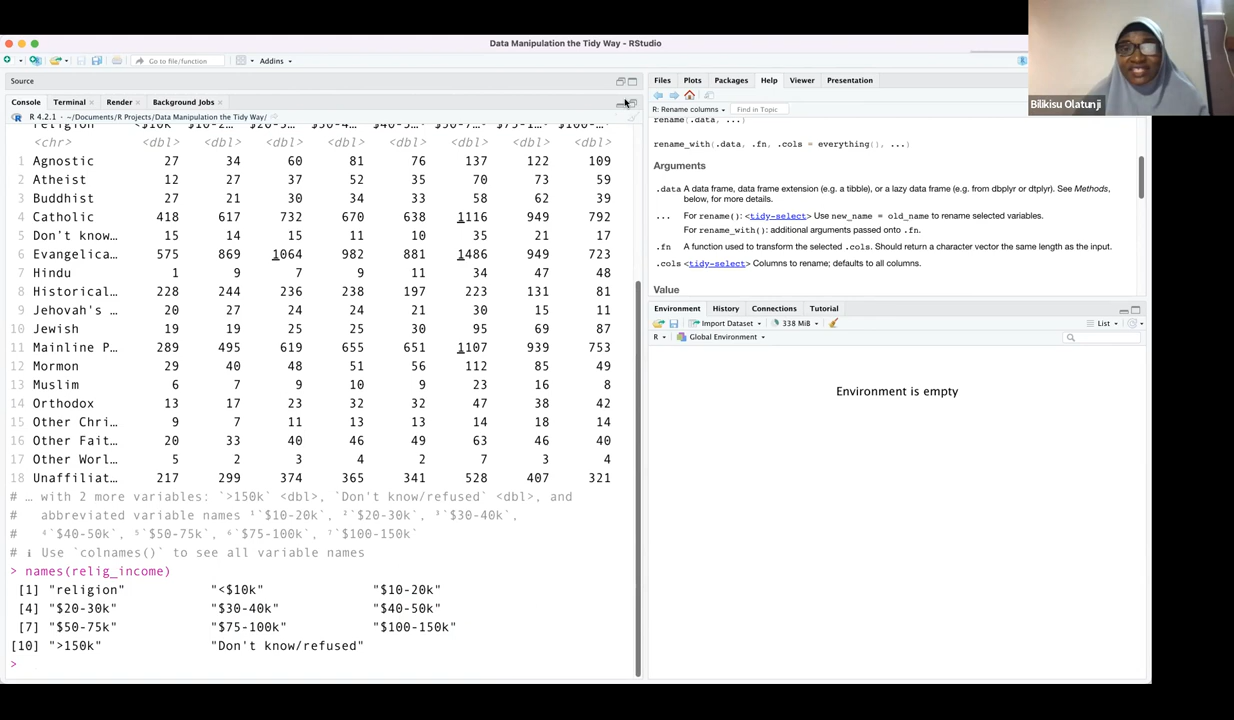 Data Manipulation the Tidy Way - RStudio
Go to file/function
Addins
Source
Console Terminal Render Background Jobs
R 4.2.1 · ~/Documents/R Projects/Data Manipulation the Tidy Way/
religion <$10k $10-2… $20-3… $30-4… $40-5… $50-7… $75-1… $100-…
<chr> <dbl> <dbl> <dbl> <dbl> <dbl> <dbl> <dbl> <dbl>
1 Agnostic 27 34 60 81 76 137 122 109
2 Atheist 12 27 37 52 35 70 73 59
3 Buddhist 27 21 30 34 33 58 62 39
4 Catholic 418 617 732 670 638 1116 949 792
5 Don't know… 15 14 15 11 10 35 21 17
6 Evangelica… 575 869 1064 982 881 1486 949 723
7 Hindu 1 9 7 9 11 34 47 48
8 Historical… 228 244 236 238 197 223 131 81
9 Jehovah's … 20 27 24 24 21 30 15 11
10 Jewish 19 19 25 25 30 95 69 87
11 Mainline P… 289 495 619 655 651 1107 939 753
12 Mormon 29 40 48 51 56 112 85 49
13 Muslim 6 7 9 10 9 23 16 8
14 Orthodox 13 17 23 32 32 47 38 42
15 Other Chri… 9 7 11 13 13 14 18 14
16 Other Fait… 20 33 40 46 49 63 46 40
17 Other Worl… 5 2 3 4 2 7 3 4
18 Unaffiliat… 217 299 374 365 341 528 407 321
# … with 2 more variables: `>150k` <dbl>, `Don't know/refused` <dbl>, and
# abbreviated variable names ¹`$10-20k`, ²`$20-30k`, ³`$30-40k`,
# ⁴`$40-50k`, ⁵`$50-75k`, ⁶`$75-100k`, ⁷`$100-150k`
# ℹ Use `colnames()` to see all variable names
> names(relig_income)
[1] "religion" "<$10k" "$10-20k"
[4] "$20-30k" "$30-40k" "$40-50k"
[7] "$50-75k" "$75-100k" "$100-150k"
[10] ">150k" "Don't know/refused"
>
Files Plots Packages Help Viewer Presentation
R: Rename columns Find in Topic
rename(.data, ...)
rename_with(.data, .fn, .cols = everything(), ...)
Arguments
.data A data frame, data frame extension (e.g. a tibble), or a lazy data frame (e.g. from dbplyr or dtplyr). See Methods,
below, for more details.
... For rename(): <tidy-select> Use new_name = old_name to rename selected variables.
For rename_with(): additional arguments passed onto .fn.
.fn A function used to transform the selected .cols. Should return a character vector the same length as the input.
.cols <tidy-select> Columns to rename; defaults to all columns.
Value
Environment History Connections Tutorial
Import Dataset 338 MiB List
R Global Environment
Environment is empty
Bilikisu Olatunji